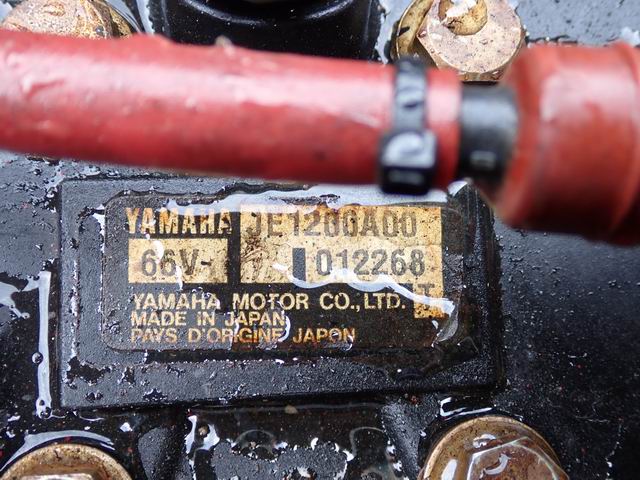 YAMAHA JE1200A00
66V- 012268
YAMAHA MOTOR CO.,LTD.
MADE IN JAPAN
PAYS D'ORIGINE JAPON